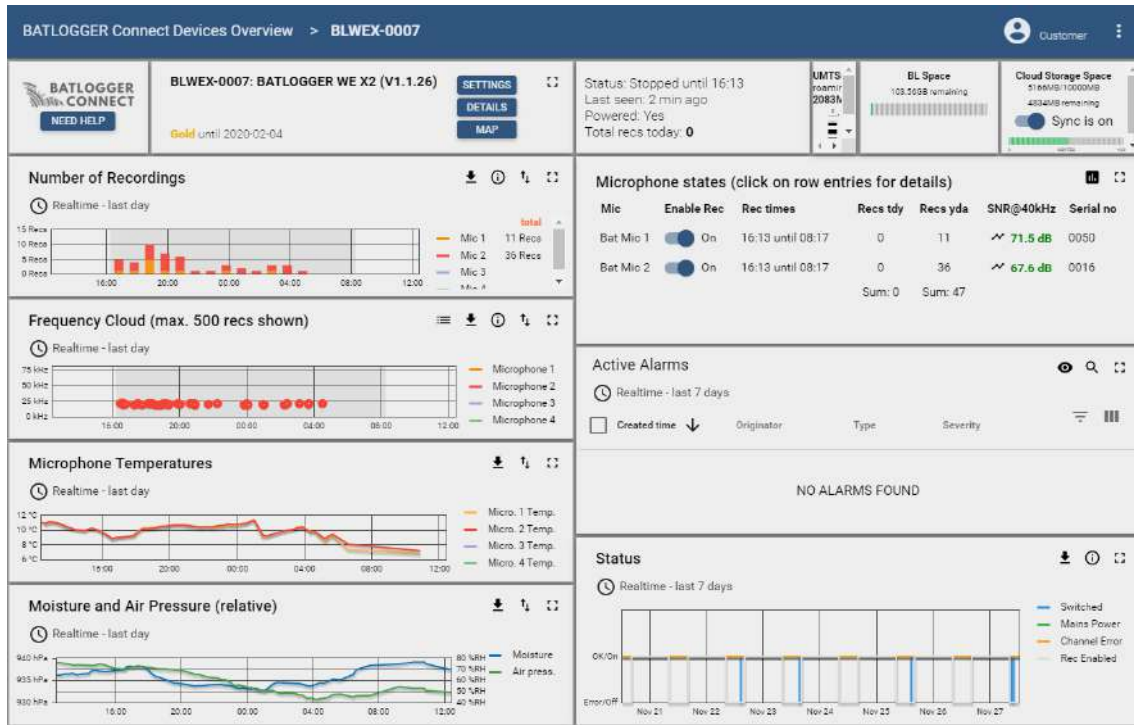 BATLOGGER Connect Devices Overview > BLWEX-0007
Customer
BATLOGGER
CONNECT
NEED HELP
BLWEX-0007: BATLOGGER WE X2 (V1.1.26)
Gold until 2020-02-04
SETTINGS
DETAILS
MAP
Status: Stopped until 16:13
Last seen: 2 min ago
Powered: Yes
Total recs today: 0
UMTS
roamir
2083M
BL Space
103.56GB remaining
Cloud Storage Space
5166MB/10000MB
4834MB remaining
Sync is on
Number of Recordings
Realtime - last day
15 Recs
10 Recs
5 Recs
0 Recs
16:00 20:00 00:00 04:00 08:00 12:00
total
Mic 1 11 Recs
Mic 2 36 Recs
Mic 3
Mic 4
Frequency Cloud (max. 500 recs shown)
Realtime - last day
75 kHz
50 kHz
25 kHz
0 kHz
16:00 20:00 00:00 04:00 08:00 12:00
Microphone 1
Microphone 2
Microphone 3
Microphone 4
Microphone Temperatures
Realtime - last day
12 °C
10 °C
8 °C
6 °C
16:00 20:00 00:00 04:00 08:00 12:00
Micro. 1 Temp.
Micro. 2 Temp.
Micro. 3 Temp.
Micro. 4 Temp.
Moisture and Air Pressure (relative)
Realtime - last day
940 hPa
935 hPa
930 hPa
80 %RH
70 %RH
60 %RH
50 %RH
40 %RH
16:00 20:00 00:00 04:00 08:00 12:00
Moisture
Air press.
Microphone states (click on row entries for details)
Mic Enable Rec Rec times Recs tdy Recs yda SNR@40kHz Serial no
Bat Mic 1 On 16:13 until 08:17 0 11 71.5 dB 0050
Bat Mic 2 On 16:13 until 08:17 0 36 67.6 dB 0016
Sum: 0 Sum: 47
Active Alarms
Realtime - last 7 days
Created time Originator Type Severity
NO ALARMS FOUND
Status
Realtime - last 7 days
OK/On
Error/Off
Nov 21 Nov 22 Nov 23 Nov 24 Nov 25 Nov 26 Nov 27
Switched
Mains Power
Channel Error
Rec Enabled